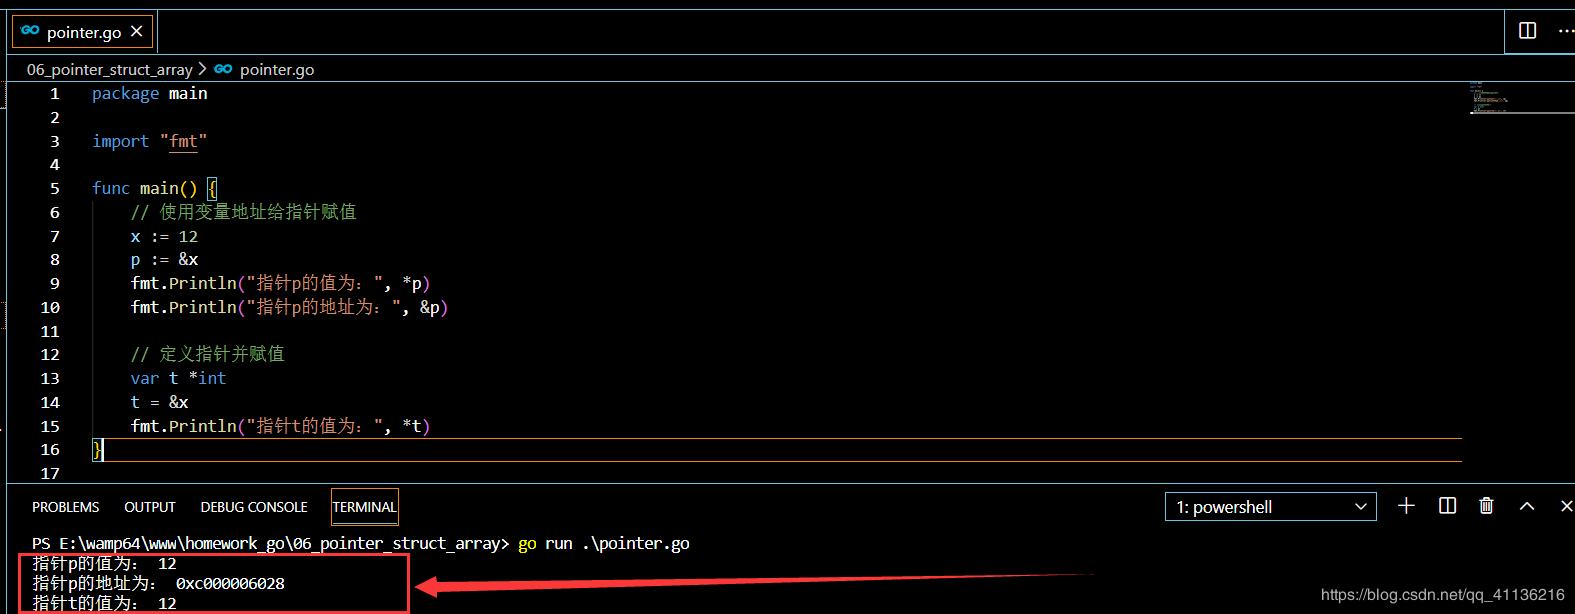 GO pointer.go ×
06_pointer_struct_array > GO pointer.go
1 package main
2
3 import "fmt"
4
5 func main() {
6 // 使用变量地址给指针赋值
7 x := 12
8 p := &x
9 fmt.Println("指针p的值为：", *p)
10 fmt.Println("指针p的地址为：", &p)
11
12 // 定义指针并赋值
13 var t *int
14 t = &x
15 fmt.Println("指针t的值为：", *t)
16 }
17
PROBLEMS OUTPUT DEBUG CONSOLE TERMINAL 1: powershell
PS E:\wamp64\www\homework_go\06_pointer_struct_array> go run .\pointer.go
指针p的值为： 12
指针p的地址为： 0xc000006028
指针t的值为： 12
https://blog.csdn.net/qq_41136216